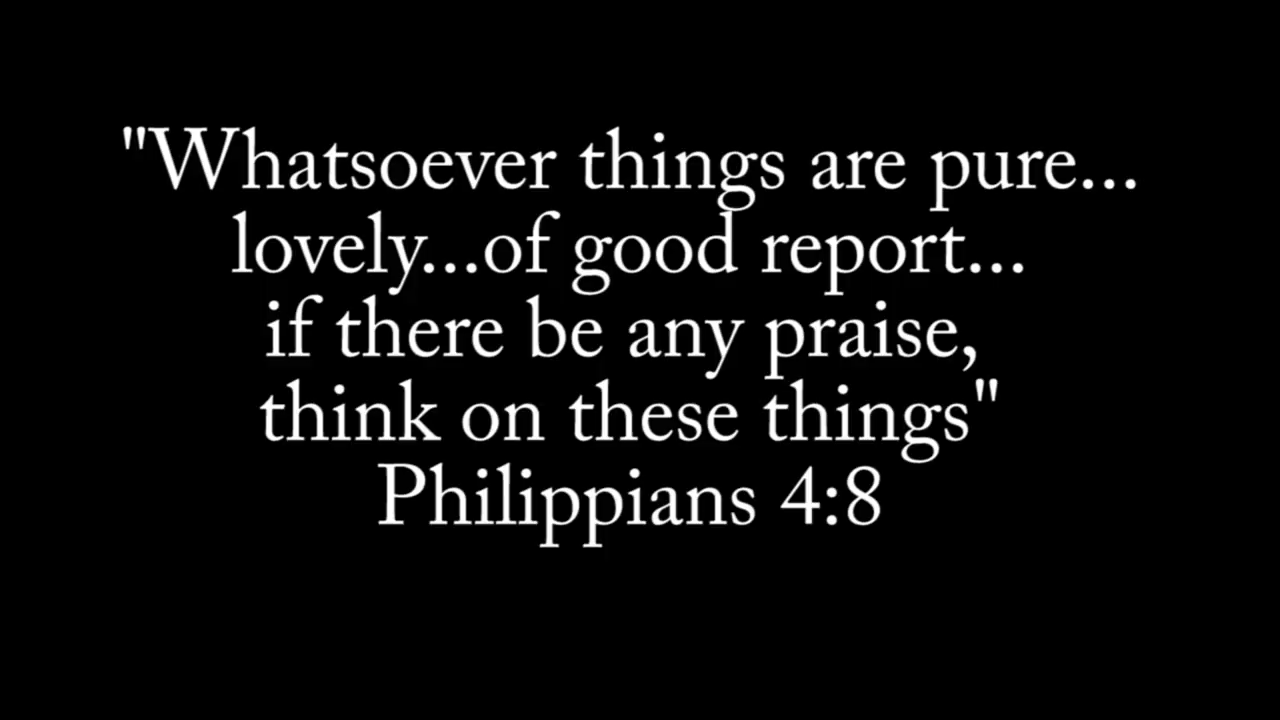 "Whatsoever things are pure...
lovely...of good report...
if there be any praise,
think on these things"
Philippians 4:8